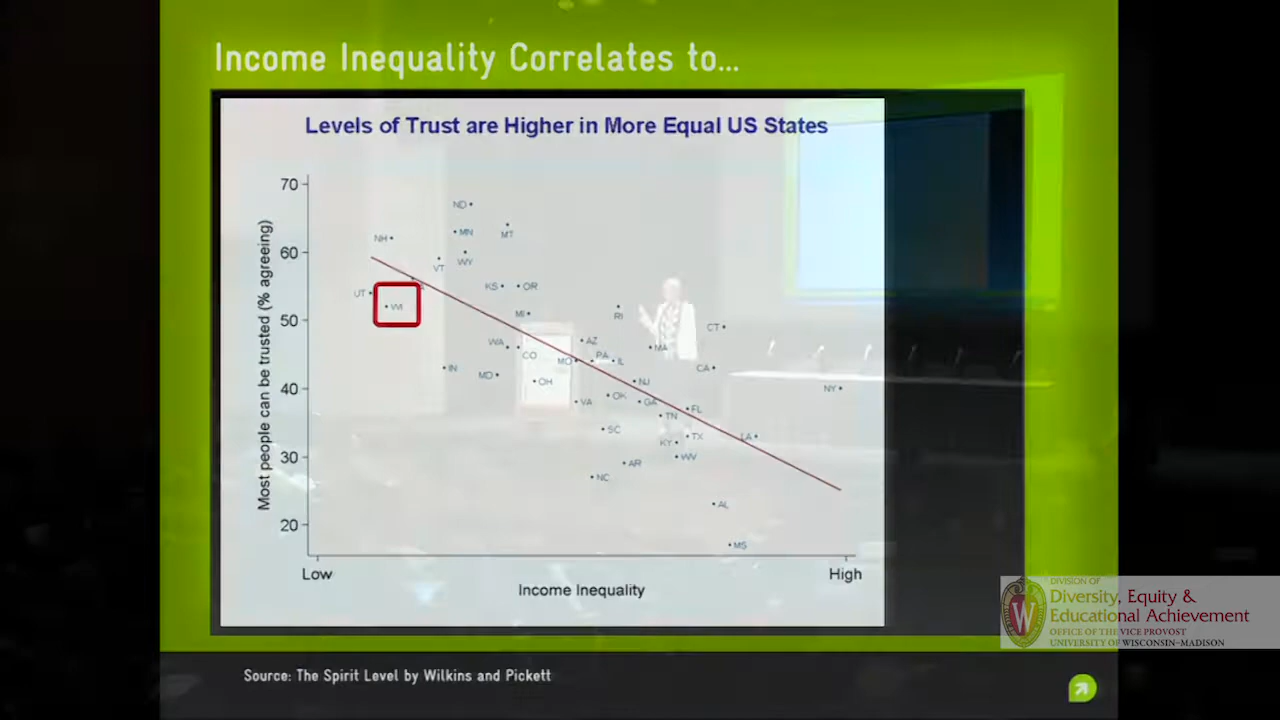 Income Inequality Correlates to...
Levels of Trust are Higher in More Equal US States
Most people can be trusted (% agreeing)
70
60
50
40
30
20
ND
MN
MT
NH
VT
WY
UT
WI
KS
OR
MI
RI
CT
WA
CO
AZ
MO
PA
IL
MA
IN
MD
OH
NJ
CA
NY
VA
OK
GA
FL
TN
SC
KY
TX
LA
WV
AR
NC
AL
MS
Low
High
Income Inequality
DIVISION OF
Diversity, Equity &
Educational Achievement
OFFICE OF THE VICE PROVOST
UNIVERSITY OF WISCONSIN–MADISON
W
Source: The Spirit Level by Wilkins and Pickett